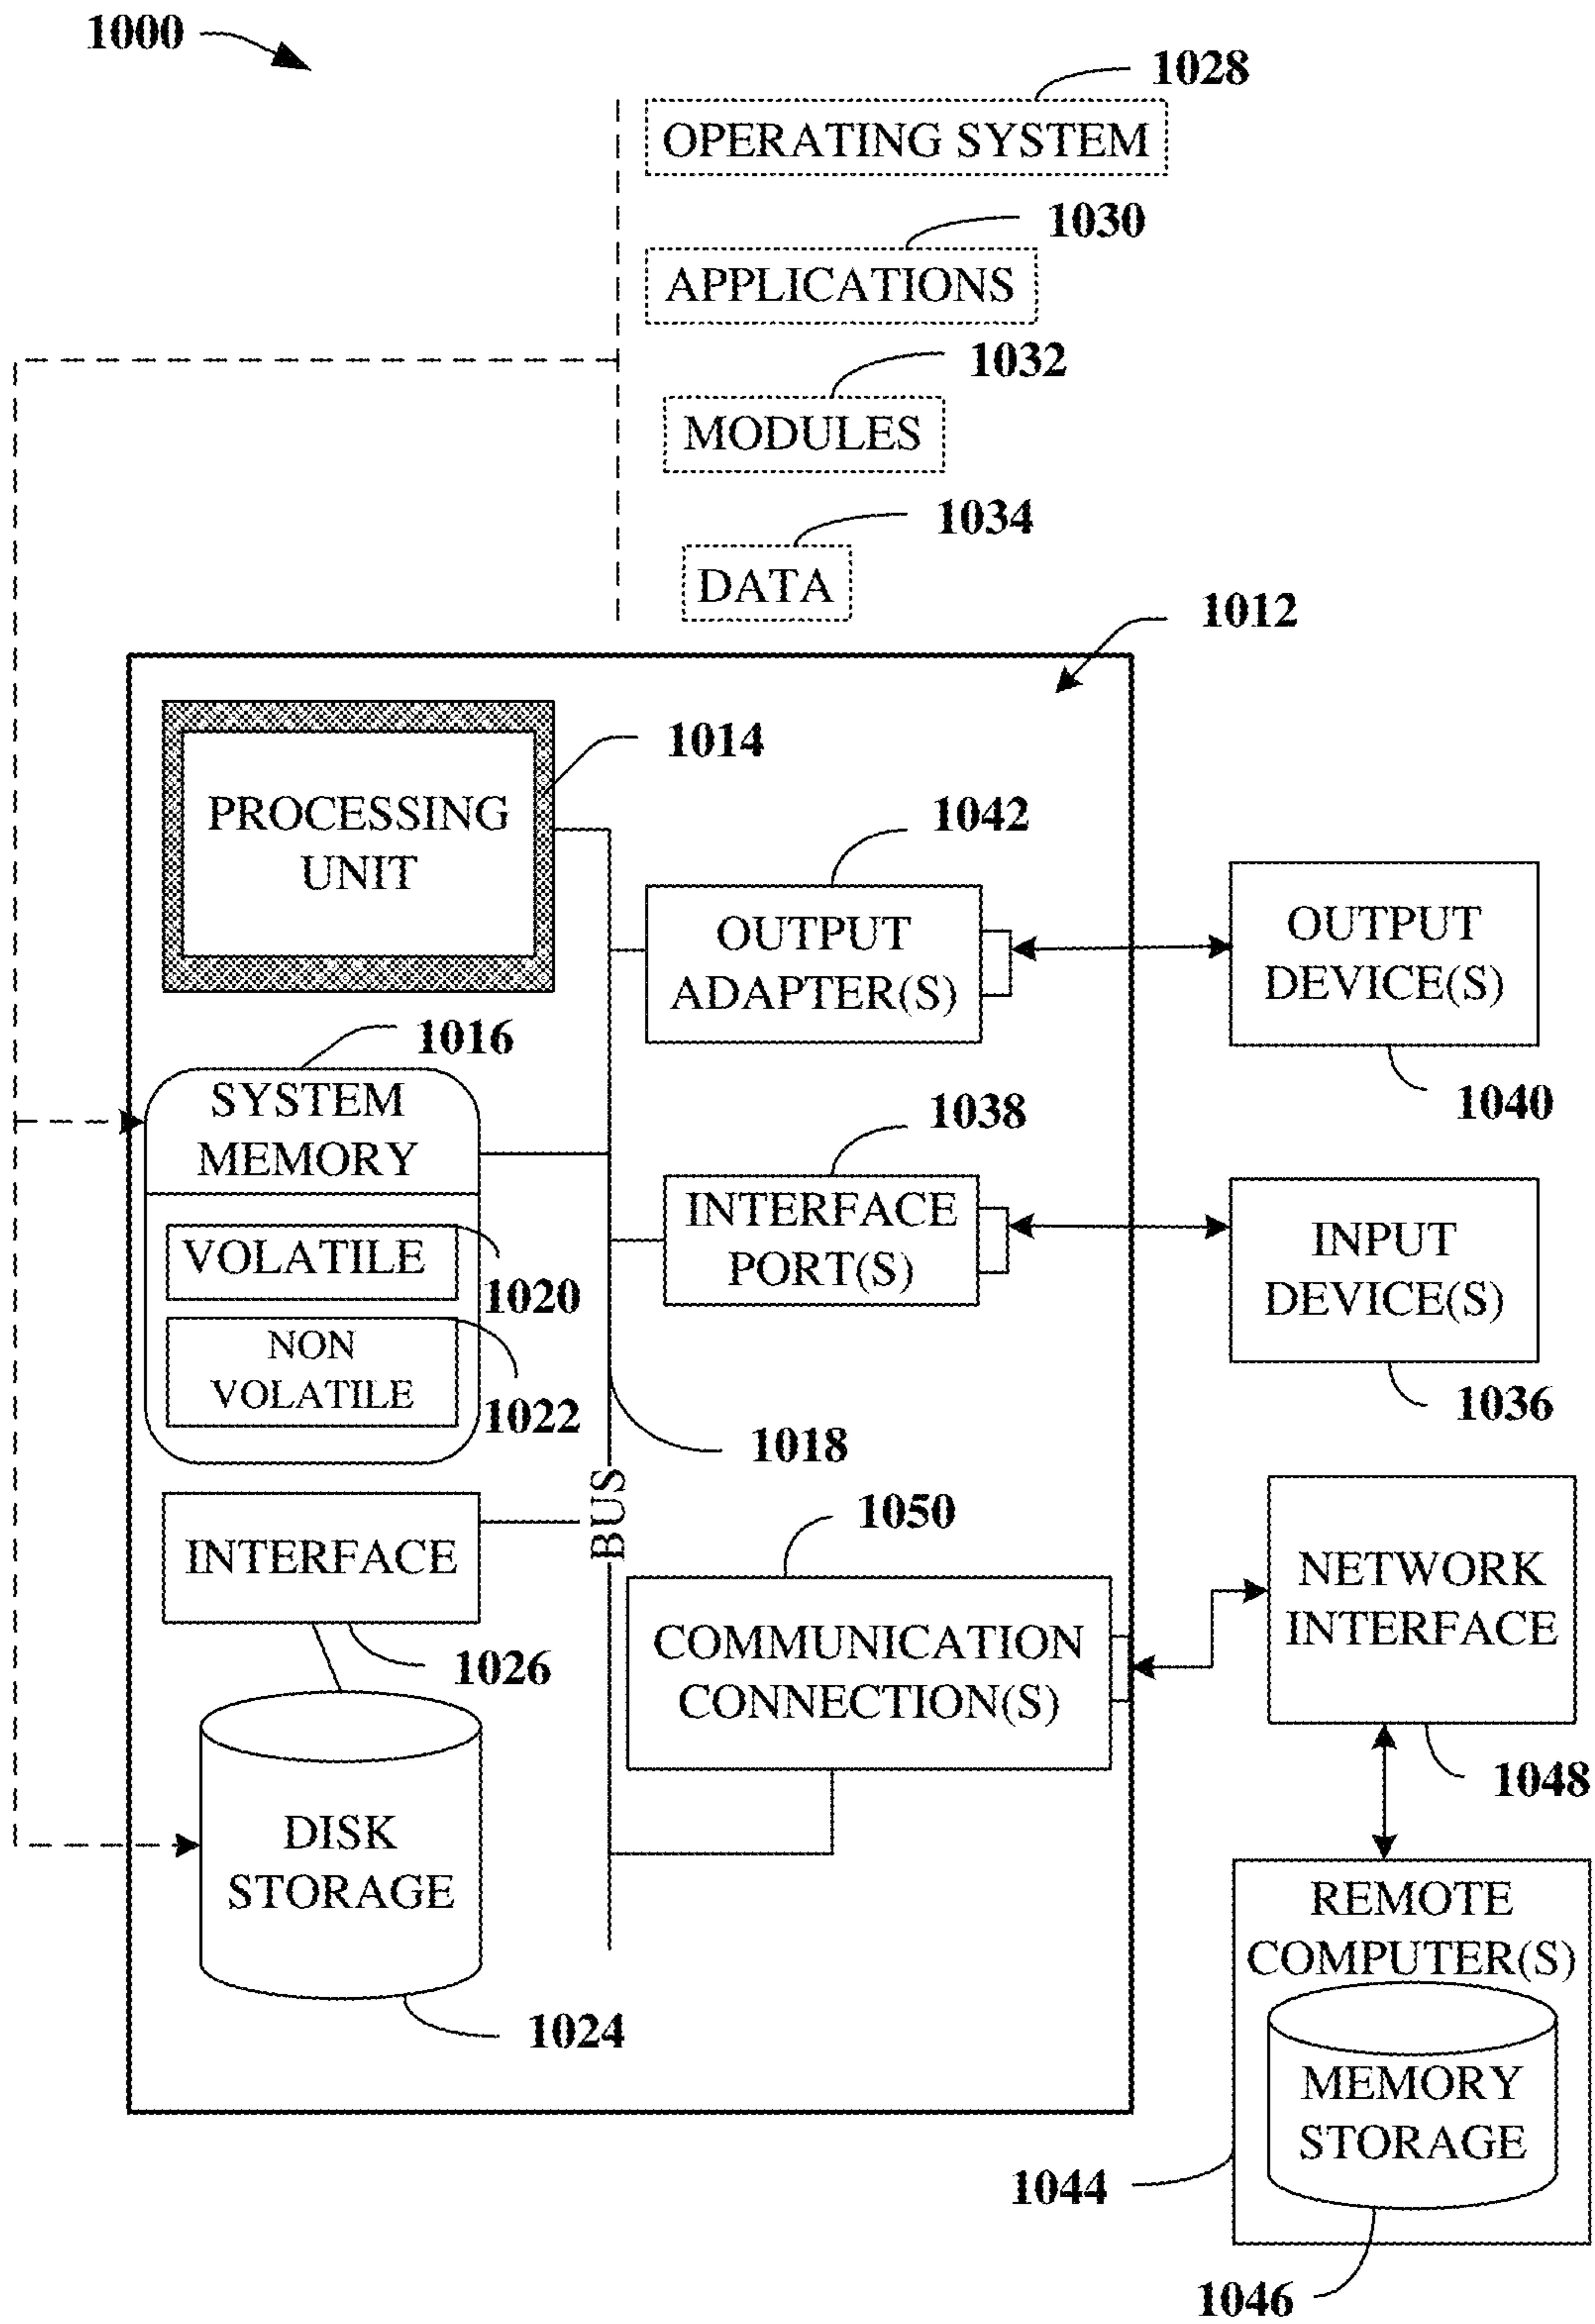 1000
1028
OPERATING SYSTEM
1030
APPLICATIONS
1032
MODULES
1034
DATA
1012
1014
PROCESSING
UNIT
1042
OUTPUT
ADAPTER(S)
OUTPUT
DEVICE(S)
1040
1016
SYSTEM
MEMORY
1038
INTERFACE
PORT(S)
INPUT
DEVICE(S)
1036
VOLATILE
1020
NON
VOLATILE
1022
1018
BUS
INTERFACE
1026
1050
COMMUNICATION
CONNECTION(S)
NETWORK
INTERFACE
1048
DISK
STORAGE
1024
REMOTE
COMPUTER(S)
MEMORY
STORAGE
1044
1046